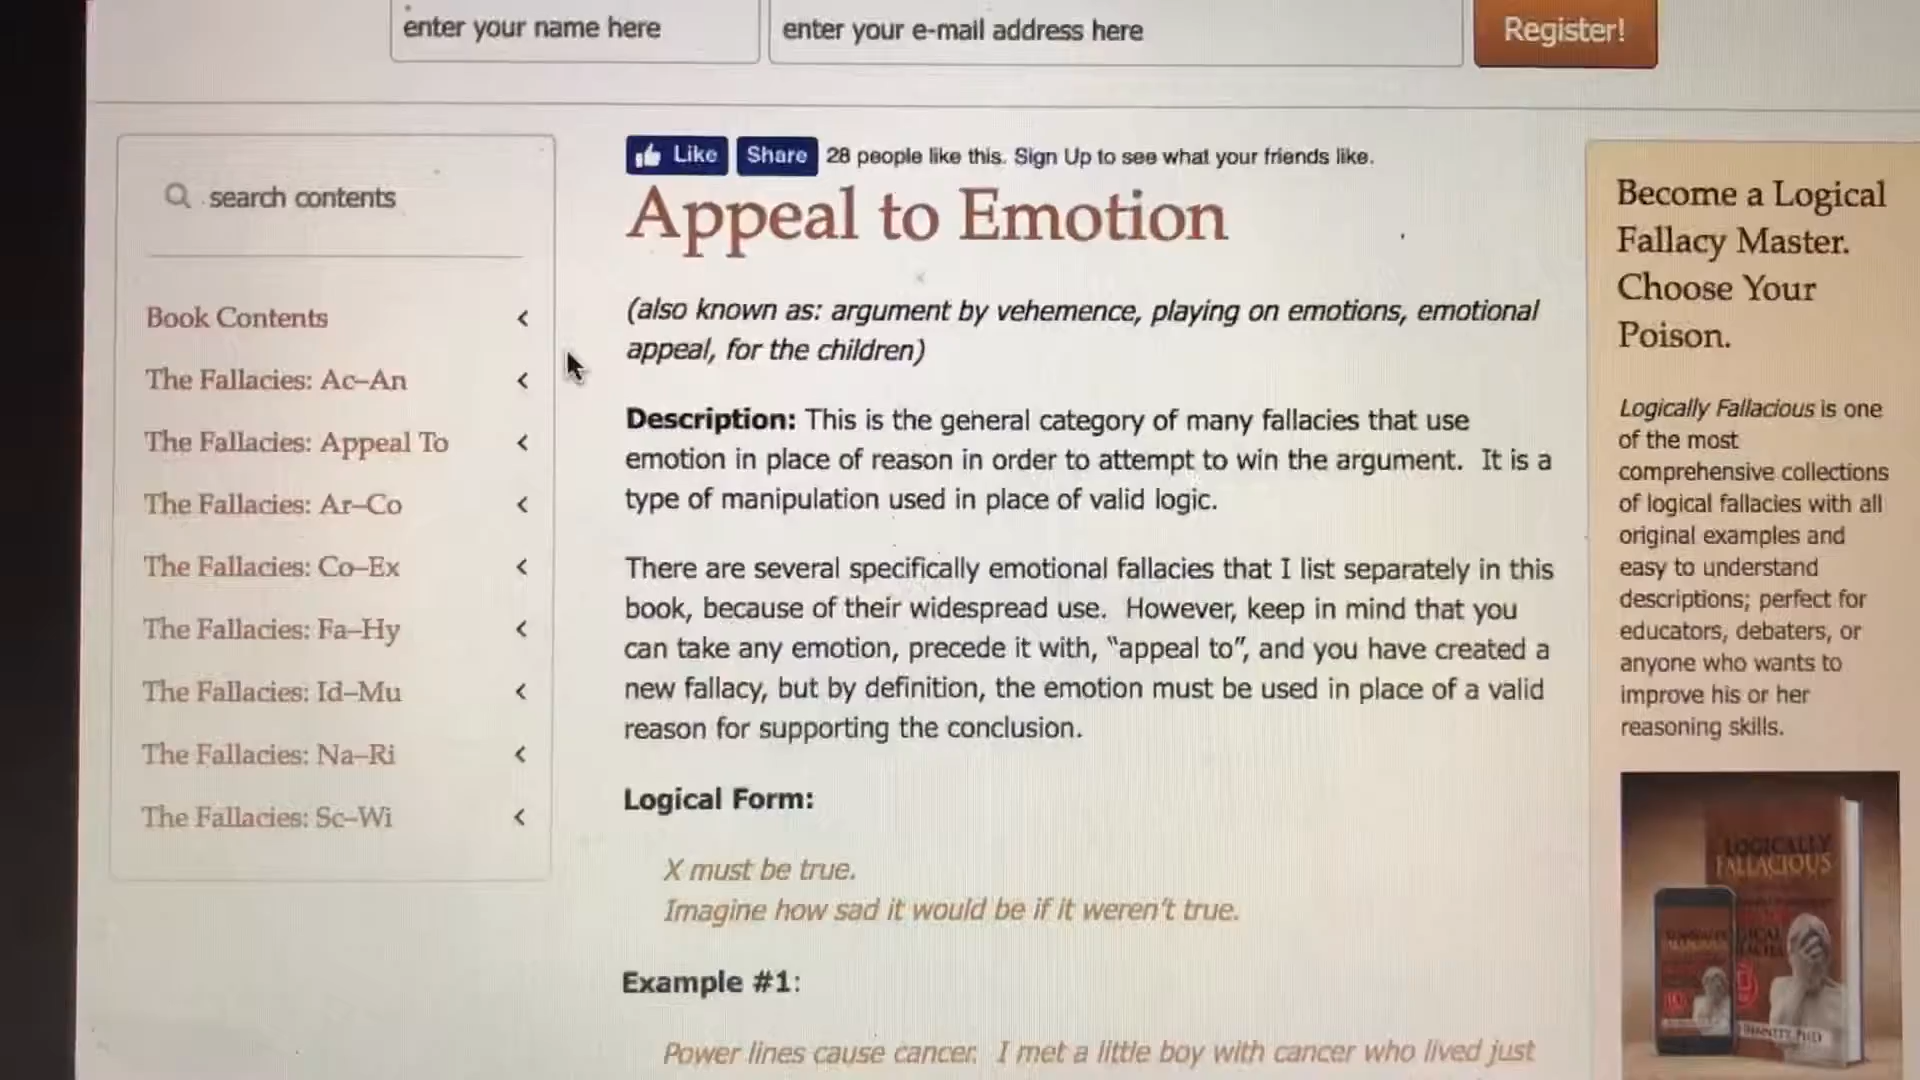 enter your name here
enter your e-mail address here
Register!
search contents
Book Contents
The Fallacies: Ac–An
The Fallacies: Appeal To
The Fallacies: Ar–Co
The Fallacies: Co–Ex
The Fallacies: Fa–Hy
The Fallacies: Id–Mu
The Fallacies: Na–Ri
The Fallacies: Sc–Wi
Like Share 28 people like this. Sign Up to see what your friends like.
Appeal to Emotion
(also known as: argument by vehemence, playing on emotions, emotional
appeal, for the children)
Description: This is the general category of many fallacies that use
emotion in place of reason in order to attempt to win the argument. It is a
type of manipulation used in place of valid logic.
There are several specifically emotional fallacies that I list separately in this
book, because of their widespread use. However, keep in mind that you
can take any emotion, precede it with, “appeal to”, and you have created a
new fallacy, but by definition, the emotion must be used in place of a valid
reason for supporting the conclusion.
Logical Form:
X must be true.
Imagine how sad it would be if it weren’t true.
Example #1:
Power lines cause cancer. I met a little boy with cancer who lived just
Become a Logical
Fallacy Master.
Choose Your
Poison.
Logically Fallacious is one
of the most
comprehensive collections
of logical fallacies with all
original examples and
easy to understand
descriptions; perfect for
educators, debaters, or
anyone who wants to
improve his or her
reasoning skills.
LOGICALLY
FALLACIOUS